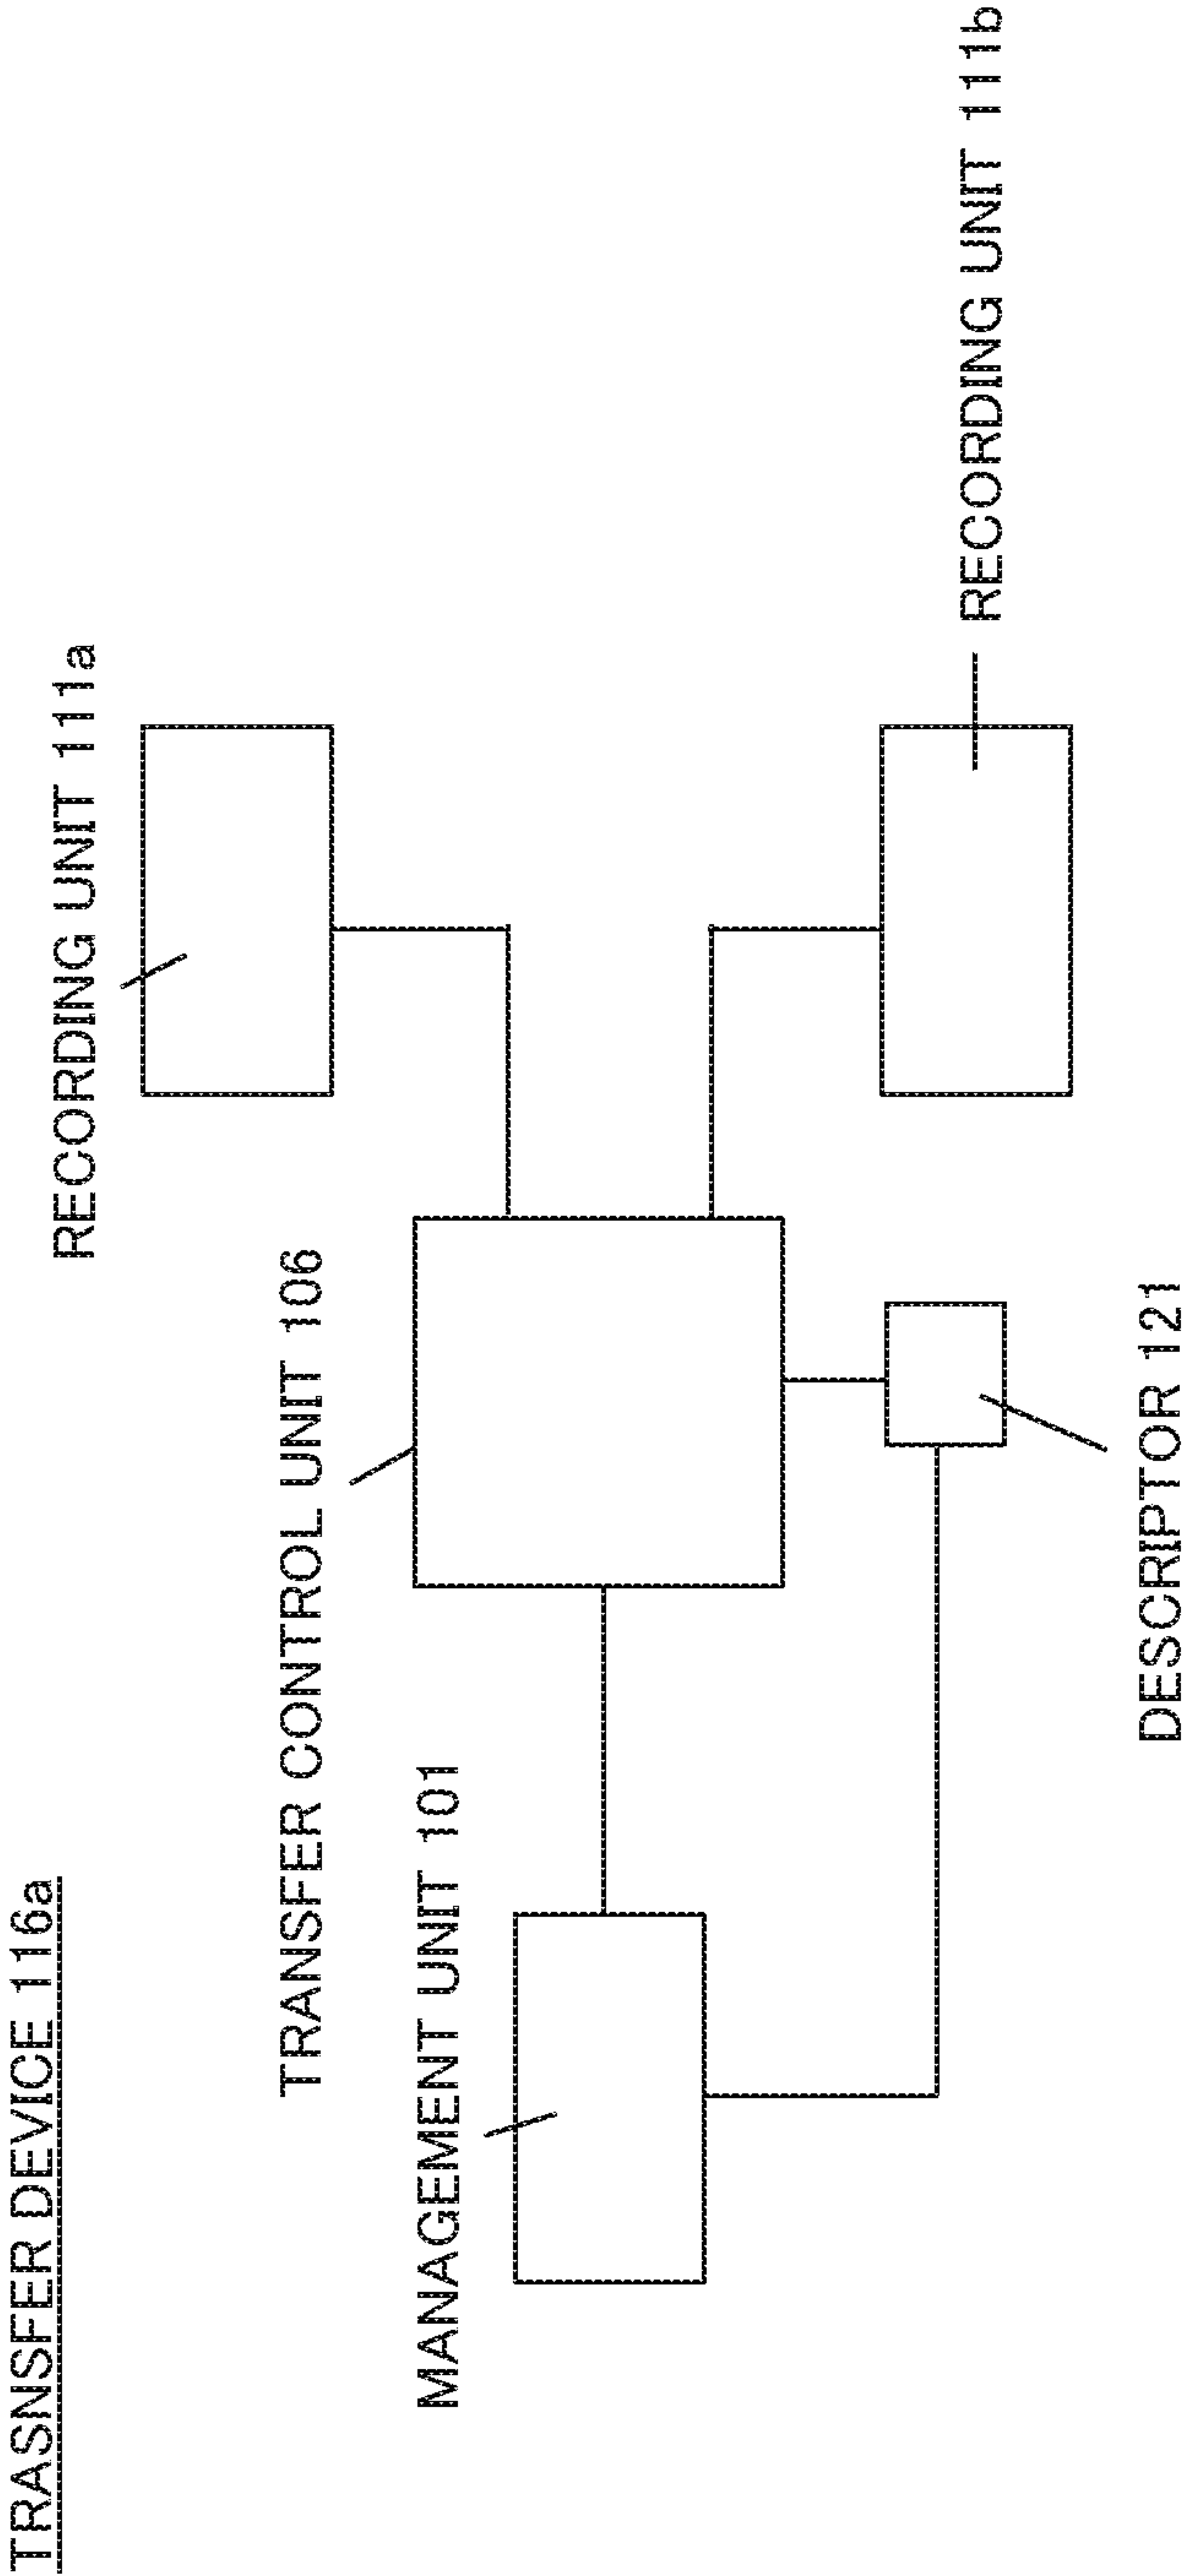 TRASNSFER DEVICE 116a
RECORDING UNIT 111a
TRANSFER CONTROL UNIT 106
MANAGEMENT UNIT 101
RECORDING UNIT 111b
DESCRIPTOR 121